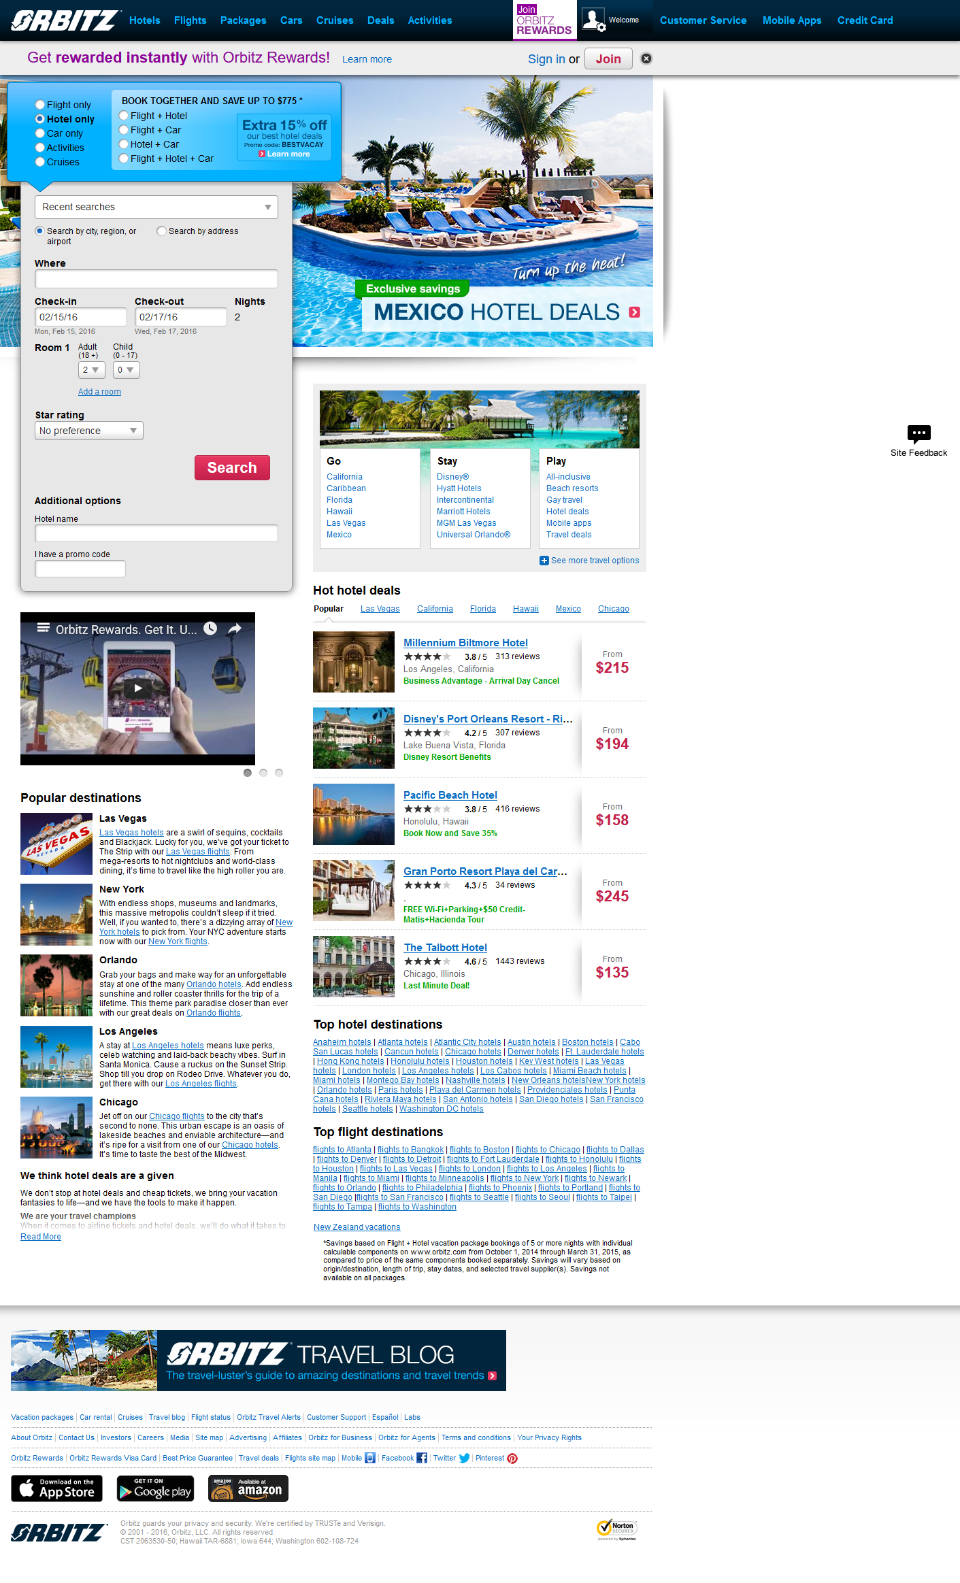 ORBITZ
Hotels Flights Packages Cars Cruises Deals Activities
Join ORBITZ REWARDS
Welcome
Customer Service Mobile Apps Credit Card
Get rewarded instantly with Orbitz Rewards! Learn more
Sign in or Join
Flight only
Hotel only
Car only
Activities
Cruises
BOOK TOGETHER AND SAVE UP TO $775 *
Flight + Hotel
Flight + Car
Hotel + Car
Flight + Hotel + Car
Extra 15% off
our best hotel deals
Promo code: BESTVACAY
Learn more
Recent searches
Search by city, region, or airport
Search by address
Where
Check-in Check-out Nights
02/15/16 02/17/16 2
Mon, Feb 15, 2016 Wed, Feb 17, 2016
Room 1 Adult (18 +) Child (0 - 17)
2 0
Add a room
Star rating
No preference
Search
Additional options
Hotel name
I have a promo code
Turn up the heat!
Exclusive savings
MEXICO HOTEL DEALS
Site Feedback
Go
California
Caribbean
Florida
Hawaii
Las Vegas
Mexico
Stay
Disney®
Hyatt Hotels
Intercontinental
Marriott Hotels
MGM Las Vegas
Universal Orlando®
Play
All-inclusive
Beach resorts
Gay travel
Hotel deals
Mobile apps
Travel deals
See more travel options
Hot hotel deals
Popular Las Vegas California Florida Hawaii Mexico Chicago
Millennium Biltmore Hotel
3.8 / 5 313 reviews
Los Angeles, California
Business Advantage - Arrival Day Cancel
From
$215
Disney's Port Orleans Resort - Ri...
4.2 / 5 307 reviews
Lake Buena Vista, Florida
Disney Resort Benefits
From
$194
Pacific Beach Hotel
3.8 / 5 416 reviews
Honolulu, Hawaii
Book Now and Save 35%
From
$158
Gran Porto Resort Playa del Car...
4.3 / 5 34 reviews
,
FREE Wi-Fi+Parking+$50 Credit-
Matis+Hacienda Tour
From
$245
The Talbott Hotel
4.6 / 5 1443 reviews
Chicago, Illinois
Last Minute Deal!
From
$135
Orbitz Rewards. Get It. U...
Popular destinations
LAS VEGAS
NEVADA
Las Vegas
Las Vegas hotels are a swirl of sequins, cocktails
and Blackjack. Lucky for you, we've got your ticket to
The Strip with our Las Vegas flights. From
mega-resorts to hot nightclubs and world-class
dining, it's time to travel like the high roller you are.
New York
With endless shops, museums and landmarks,
this massive metropolis couldn't sleep if it tried.
Well, if you wanted to, there's a dizzying array of New
York hotels to pick from. Your NYC adventure starts
now with our New York flights.
Orlando
Grab your bags and make way for an unforgettable
stay at one of the many Orlando hotels. Add endless
sunshine and roller coaster thrills for the trip of a
lifetime. This theme park paradise closer than ever
with our great deals on Orlando flights.
Los Angeles
A stay at Los Angeles hotels means luxe perks,
celeb watching and laid-back beachy vibes. Surf in
Santa Monica. Cause a ruckus on the Sunset Strip.
Shop till you drop on Rodeo Drive. Whatever you do,
get there with our Los Angeles flights.
Chicago
Jet off on our Chicago flights to the city that's
second to none. This urban escape is an oasis of
lakeside beaches and enviable architecture—and
it's ripe for a visit from one of our Chicago hotels.
It's time to taste the best of the Midwest.
We think hotel deals are a given
We don't stop at hotel deals and cheap tickets, we bring your vacation
fantasies to life—and we have the tools to make it happen.
We are your travel champions
When it comes to airline tickets and hotel deals, we'll do what it takes to
Read More
Top hotel destinations
Anaheim hotels | Atlanta hotels | Atlantic City hotels | Austin hotels | Boston hotels | Cabo
San Lucas hotels | Cancun hotels | Chicago hotels | Denver hotels | Ft. Lauderdale hotels
| Hong Kong hotels | Honolulu hotels | Houston hotels | Key West hotels | Las Vegas
hotels | London hotels | Los Angeles hotels | Los Cabos hotels | Miami Beach hotels |
Miami hotels | Montego Bay hotels | Nashville hotels | New Orleans hotelsNew York hotels
| Orlando hotels | Paris hotels | Playa del Carmen hotels | Providenciales hotels | Punta
Cana hotels | Riviera Maya hotels | San Antonio hotels | San Diego hotels | San Francisco
hotels | Seattle hotels | Washington DC hotels
Top flight destinations
flights to Atlanta | flights to Bangkok | flights to Boston | flights to Chicago | flights to Dallas
| flights to Denver | flights to Detroit | flights to Fort Lauderdale | flights to Honolulu | flights
to Houston | flights to Las Vegas | flights to London | flights to Los Angeles | flights to
Manila | flights to Miami | flights to Minneapolis | flights to New York | flights to Newark |
flights to Orlando | flights to Philadelphia | flights to Phoenix | flights to Portland | flights to
San Diego |flights to San Francisco | flights to Seattle | flights to Seoul | flights to Taipei |
flights to Tampa | flights to Washington
New Zealand vacations
*Savings based on Flight + Hotel vacation package bookings of 5 or more nights with individual
calculable components on www.orbitz.com from October 1, 2014 through March 31, 2015, as
compared to price of the same components booked separately. Savings will vary based on
origin/destination, length of trip, stay dates, and selected travel supplier(s). Savings not
available on all packages.
ORBITZ TRAVEL BLOG
The travel-luster's guide to amazing destinations and travel trends
Vacation packages | Car rental | Cruises | Travel blog | Flight status | Orbitz Travel Alerts | Customer Support | Español | Labs
About Orbitz | Contact Us | Investors | Careers | Media | Site map | Advertising | Affiliates | Orbitz for Business | Orbitz for Agents | Terms and conditions | Your Privacy Rights
Orbitz Rewards | Orbitz Rewards Visa Card | Best Price Guarantee | Travel deals | Flights site map | Mobile | Facebook | Twitter | Pinterest
Download on the App Store
GET IT ON Google play
Available at amazon
ORBITZ
Orbitz guards your privacy and security. We're certified by TRUSTe and Verisign.
© 2001 - 2016, Orbitz, LLC. All rights reserved.
CST 2063530-50; Hawaii TAR-6881; Iowa 644; Washington 602-108-724
Norton
SECURED
powered by Symantec